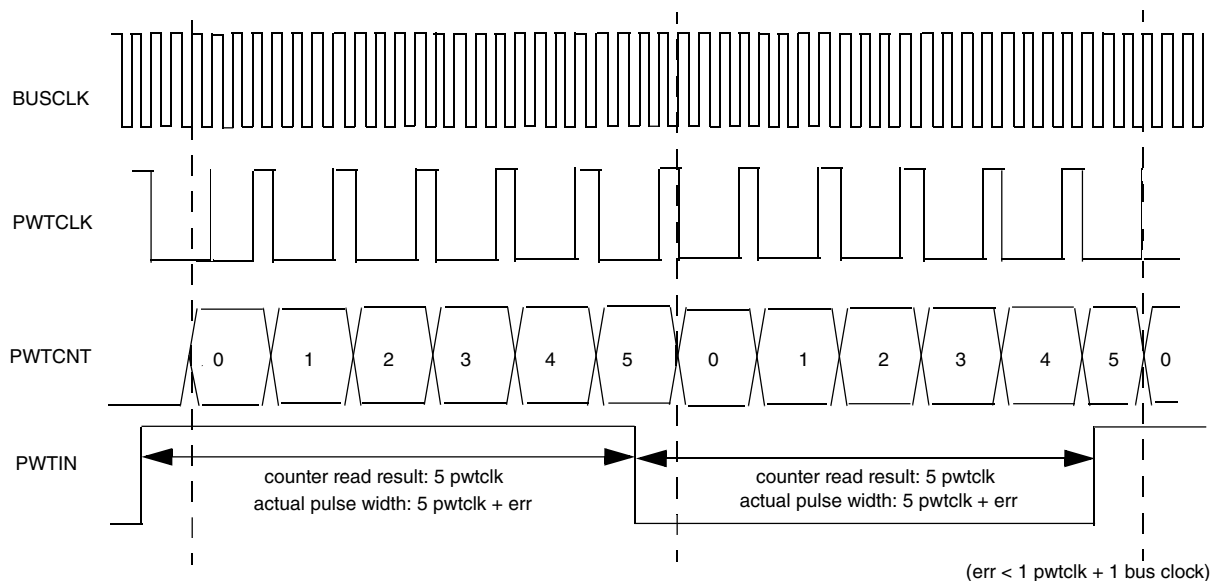 BUSCLK
PWTCLK
PWTCNT
0 1 2 3 4 5 0 1 2 3 4 5 0
PWTIN
counter read result: 5 pwtclk
actual pulse width: 5 pwtclk + err
counter read result: 5 pwtclk
actual pulse width: 5 pwtclk + err
(err < 1 pwtclk + 1 bus clock)